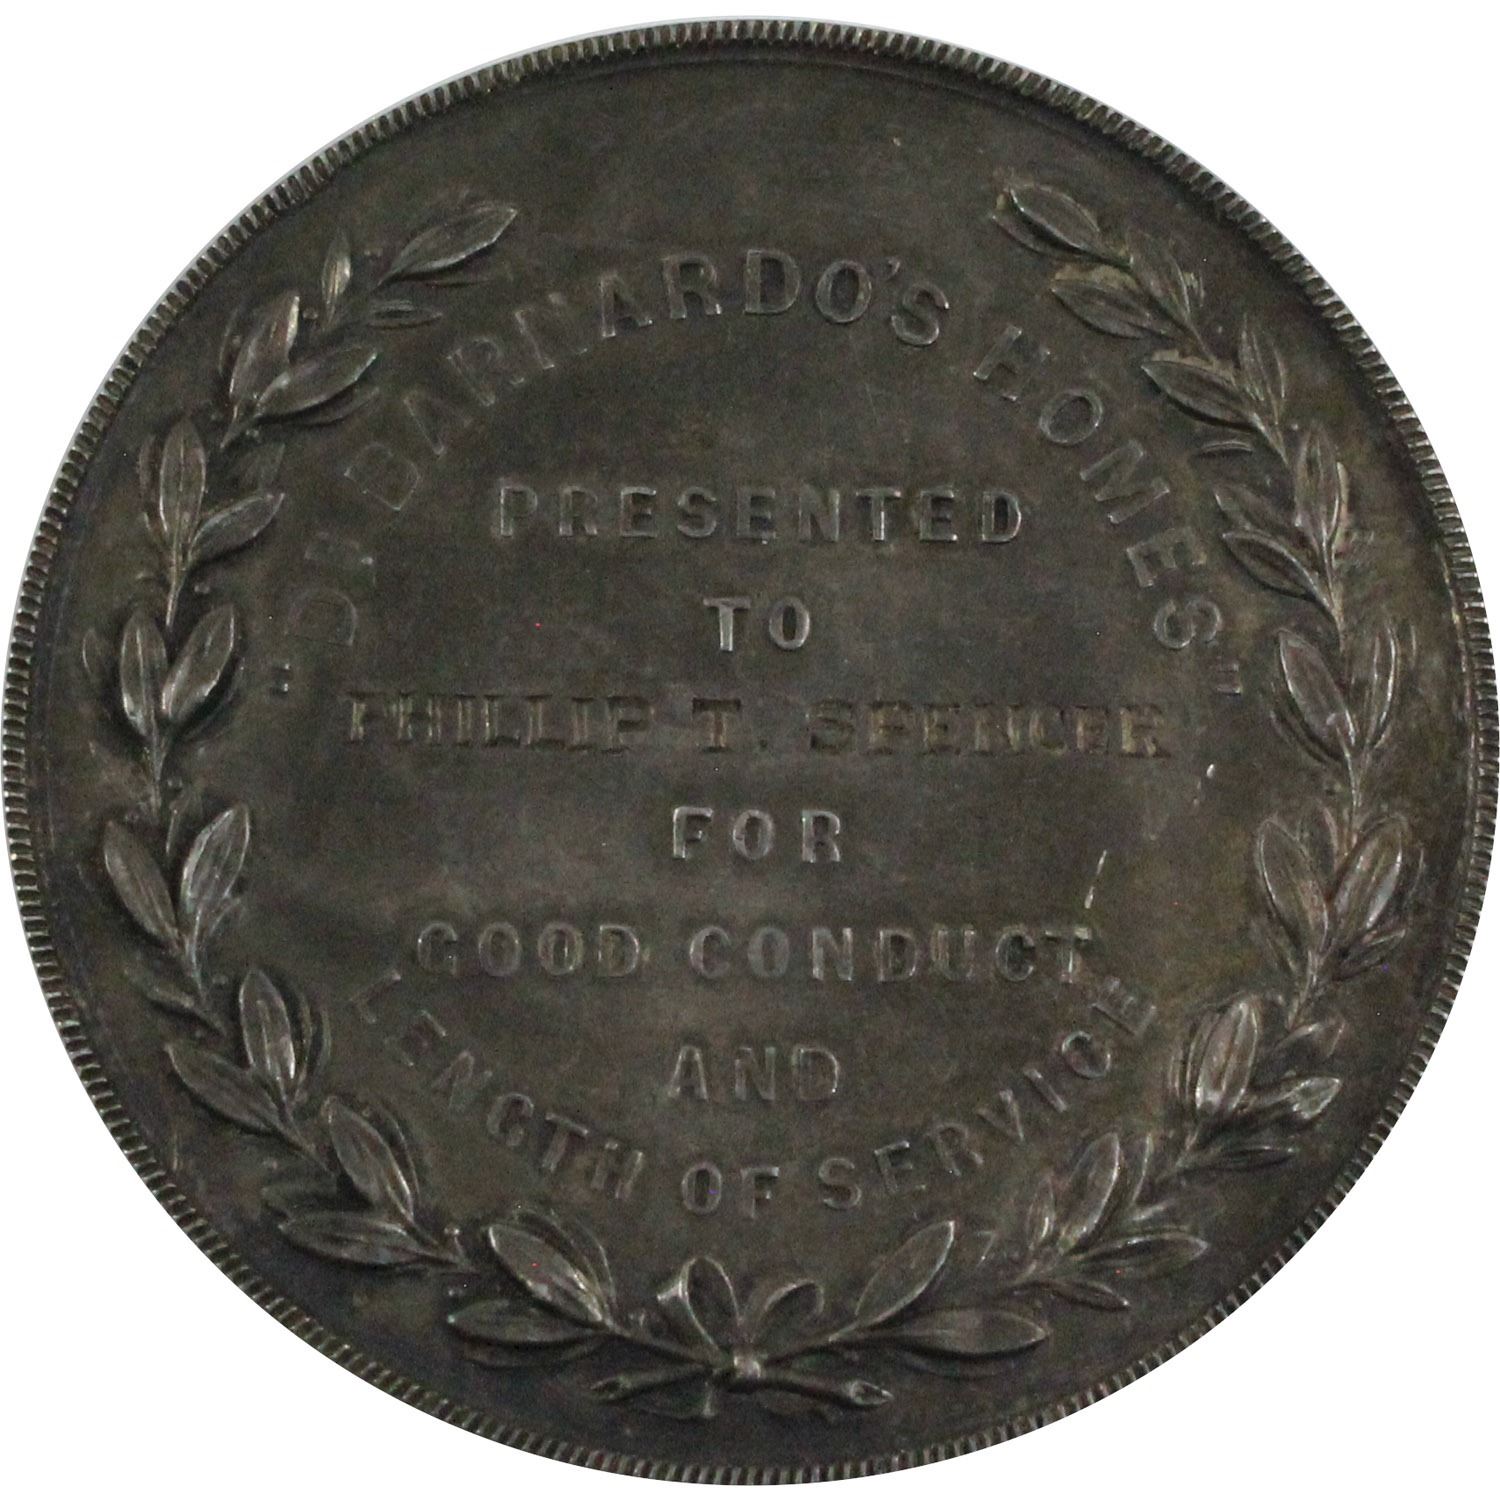 "DR BARNARDO'S HOMES"
PRESENTED
TO
PHILLIP T. SPENCER
FOR
GOOD CONDUCT
AND
LENGTH OF SERVICE